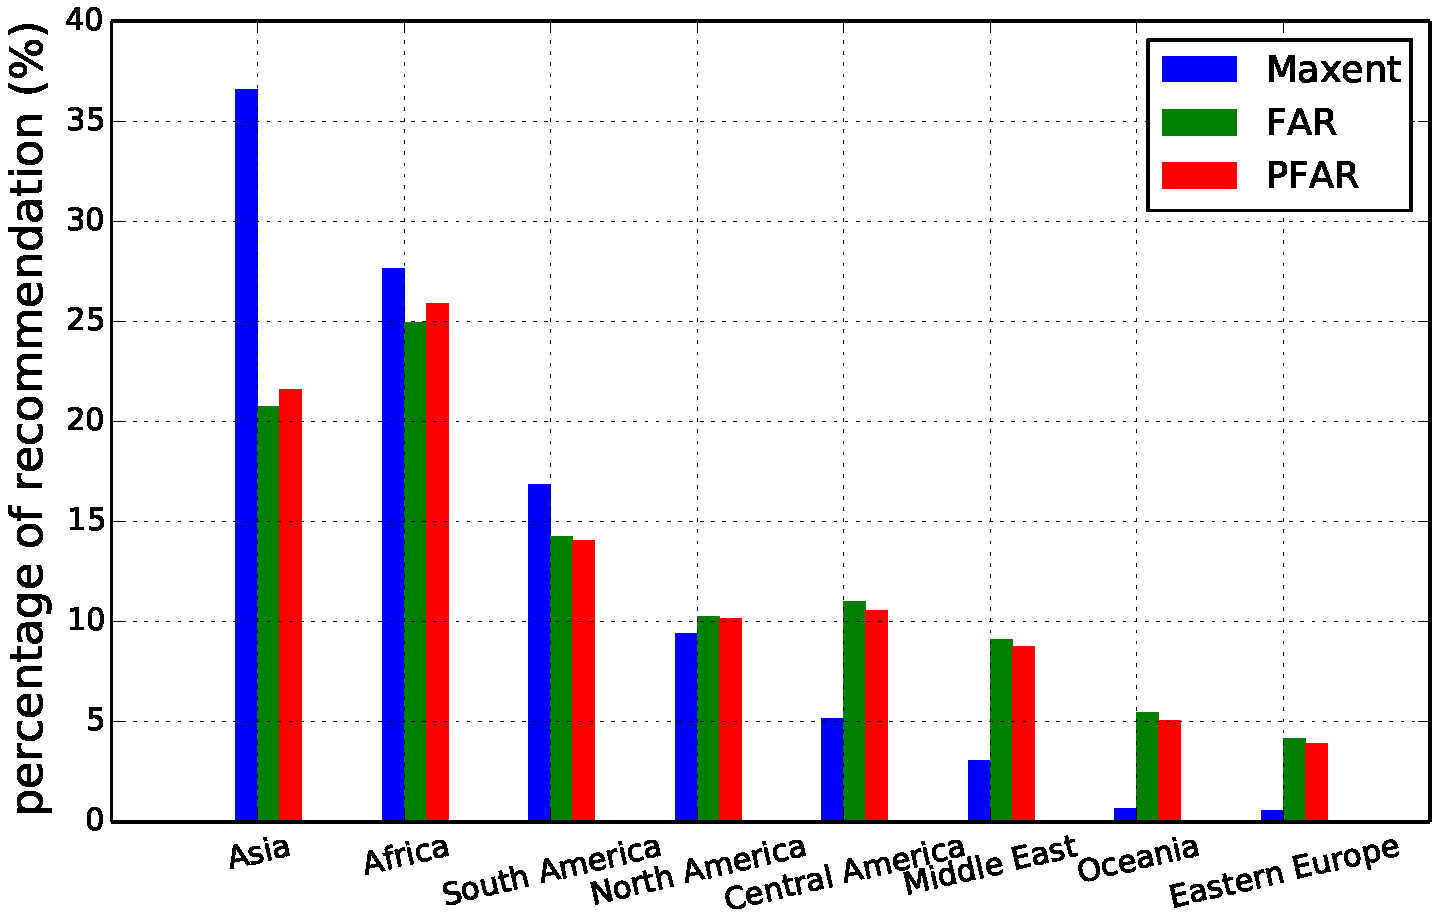 percentage of recommendation (%)
40
35
30
25
20
15
10
5
0
Maxent
FAR
PFAR
Asia
Africa
South America
North America
Central America
Middle East
Oceania
Eastern Europe